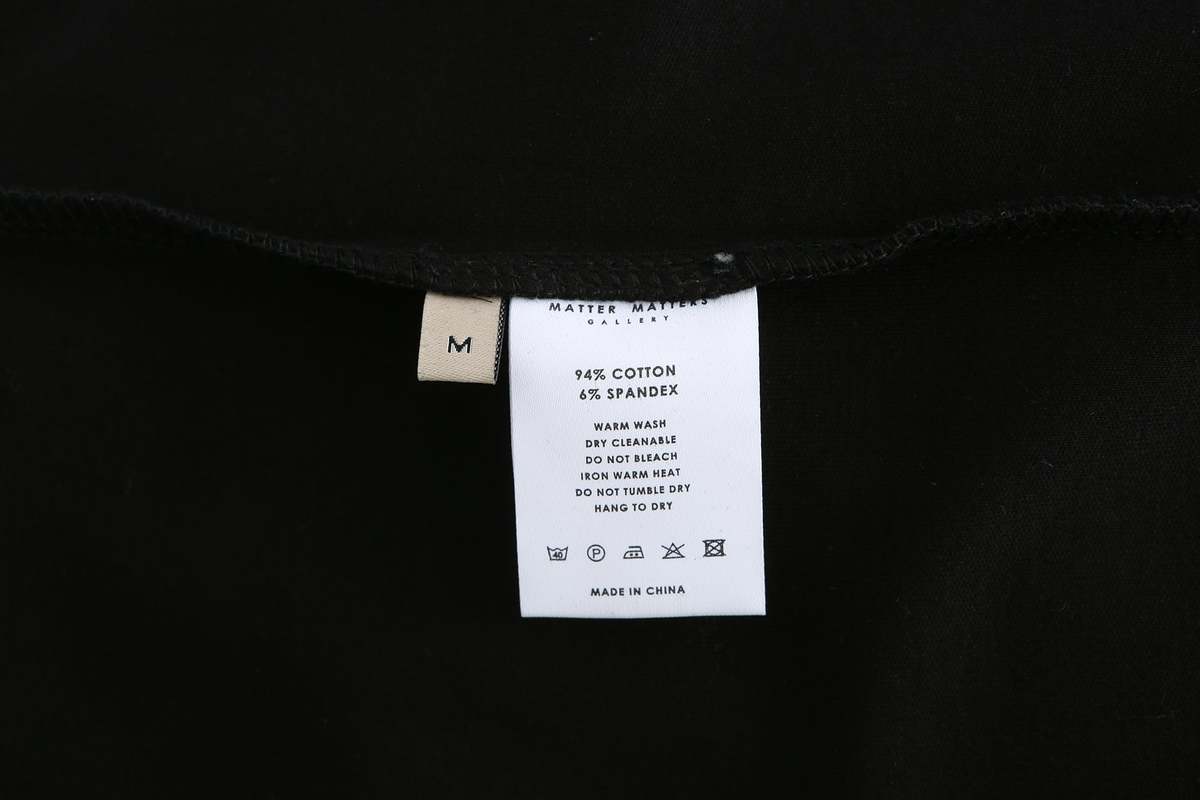 M
MATTER MATTERS
GALLERY
94% COTTON
6% SPANDEX
WARM WASH
DRY CLEANABLE
DO NOT BLEACH
IRON WARM HEAT
DO NOT TUMBLE DRY
HANG TO DRY
40 P
MADE IN CHINA